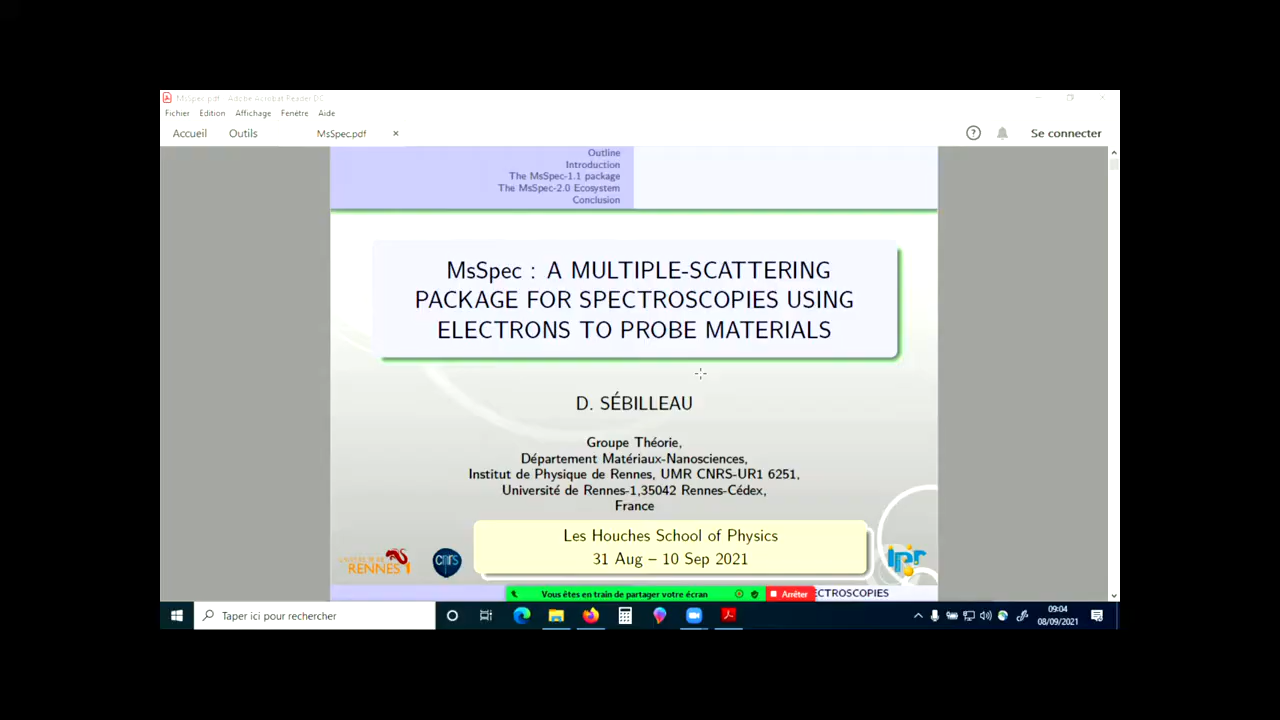 MsSpec.pdf - Adobe Acrobat Reader DC
Fichier Edition Affichage Fenêtre Aide
Accueil Outils MsSpec.pdf × ? Se connecter
Outline
Introduction
The MsSpec-1.1 package
The MsSpec-2.0 Ecosystem
Conclusion
MsSpec : A MULTIPLE-SCATTERING
PACKAGE FOR SPECTROSCOPIES USING
ELECTRONS TO PROBE MATERIALS
D. SÉBILLEAU
Groupe Théorie,
Département Matériaux-Nanosciences,
Institut de Physique de Rennes, UMR CNRS-UR1 6251,
Université de Rennes-1,35042 Rennes-Cédex,
France
Les Houches School of Physics
31 Aug – 10 Sep 2021
RENNES 1
cnrs
ipr
Vous êtes en train de partager votre écran
Arrêter
ECTROSCOPIES
Taper ici pour rechercher
09:04
08/09/2021